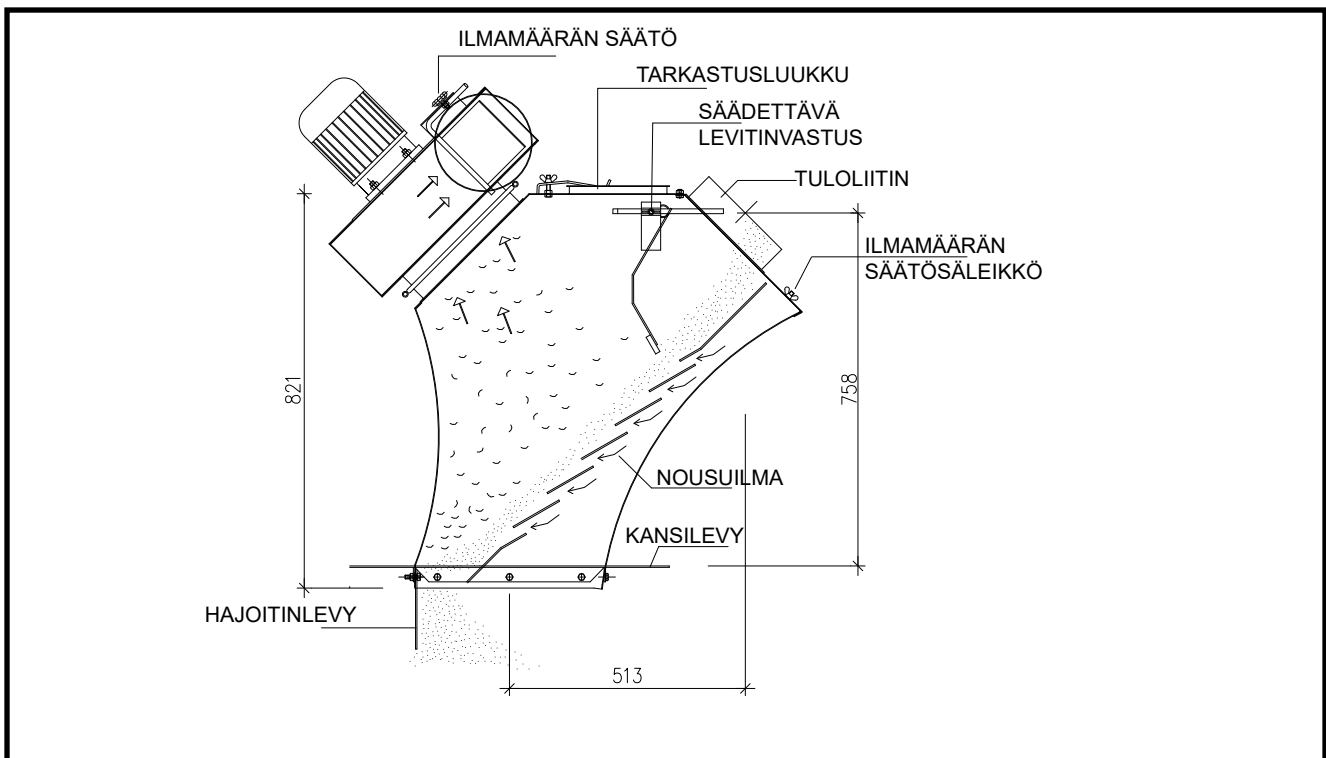 ILMAMÄÄRÄN SÄÄTÖ
TARKASTUSLUUKKU
SÄÄDETTÄVÄ
LEVITINVASTUS
TULOLIITIN
ILMAMÄÄRÄN
SÄÄTÖSÄLEIKKÖ
821
758
NOUSUILMA
KANSILEVY
HAJOITINLEVY
513